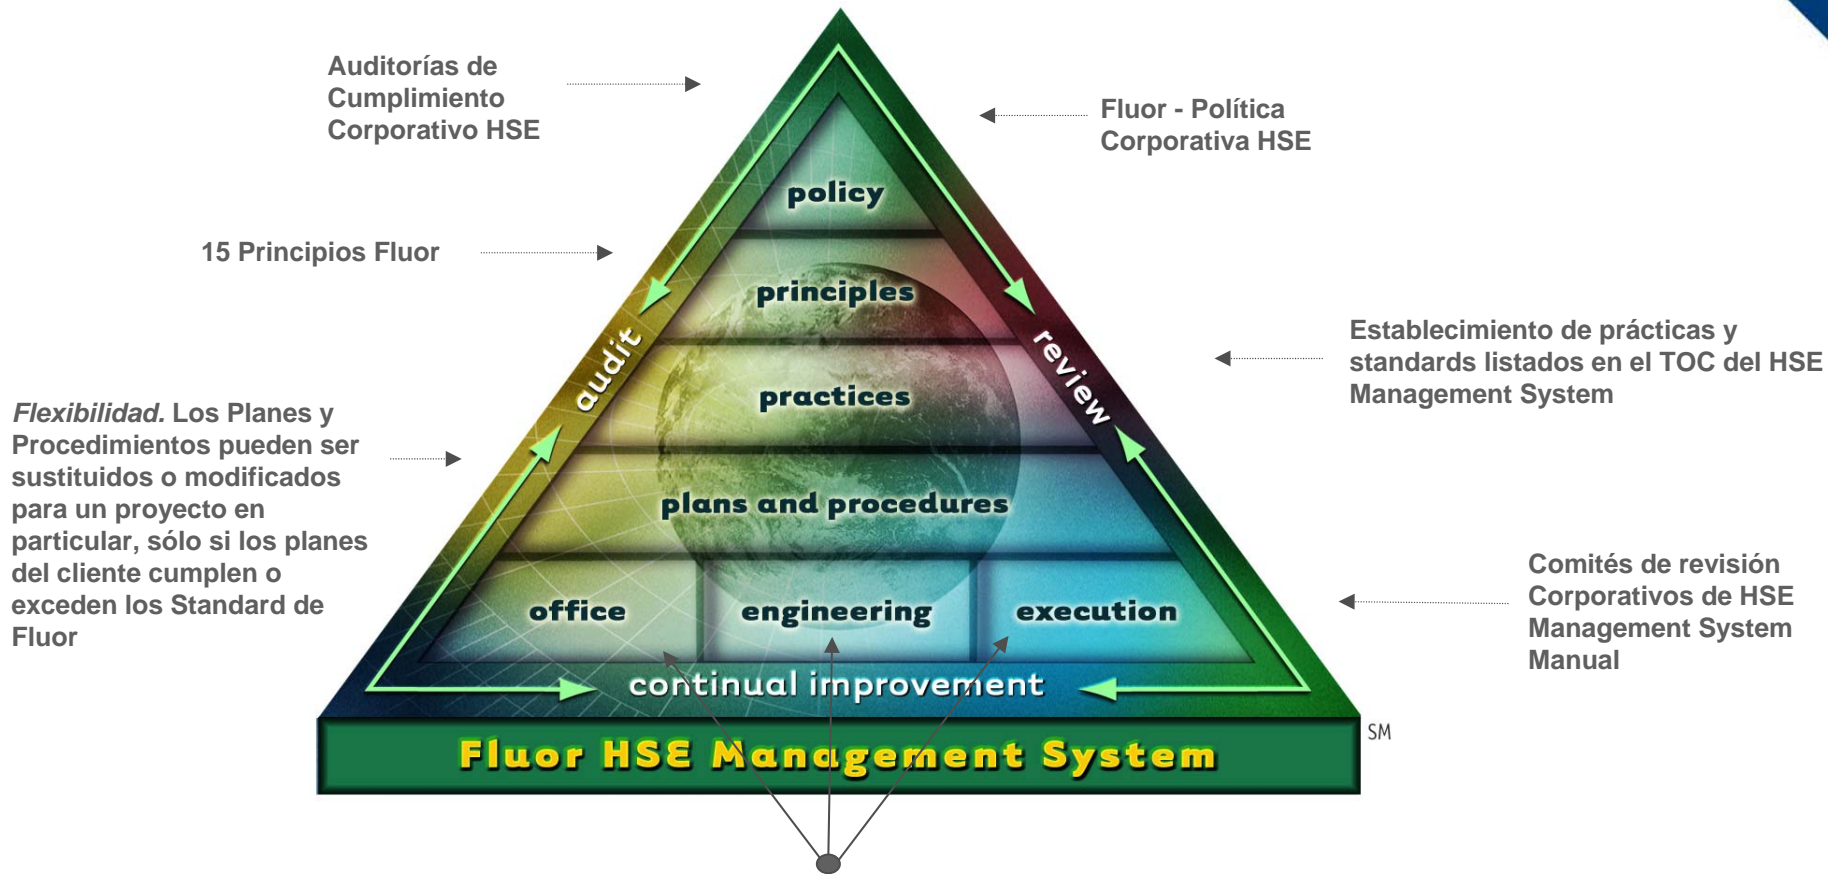 Auditorías de
Cumplimiento
Corporativo HSE
Fluor - Política
Corporativa HSE
policy
15 Principios Fluor
principles
audit
review
Establecimiento de prácticas y
standards listados en el TOC del HSE
Management System
practices
Flexibilidad. Los Planes y
Procedimientos pueden ser
sustituidos o modificados
para un proyecto en
particular, sólo si los planes
del cliente cumplen o
exceden los Standard de
Fluor
plans and procedures
Comités de revisión
Corporativos de HSE
Management System
Manual
office
engineering
execution
continual improvement
Fluor HSE Management System
SM